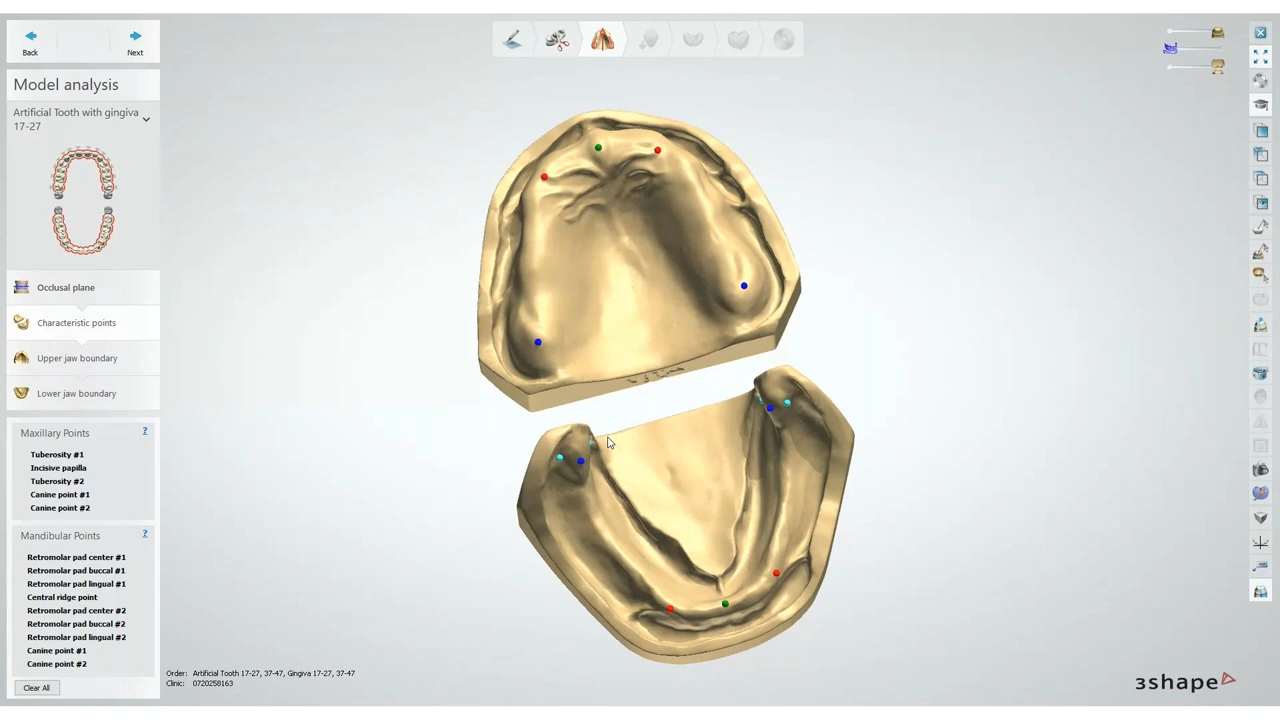 Back
Next
Model analysis
Artificial Tooth with gingiva
17-27
Occlusal plane
Characteristic points
Upper jaw boundary
Lower jaw boundary
Maxillary Points
?
Tuberosity #1
Incisive papilla
Tuberosity #2
Canine point #1
Canine point #2
Mandibular Points
?
Retromolar pad center #1
Retromolar pad buccal #1
Retromolar pad lingual #1
Central ridge point
Retromolar pad center #2
Retromolar pad buccal #2
Retromolar pad lingual #2
Canine point #1
Canine point #2
Clear All
Order: Artificial Tooth 17-27, 37-47, Gingiva 17-27, 37-47
Clinic: 0720258163
3shape